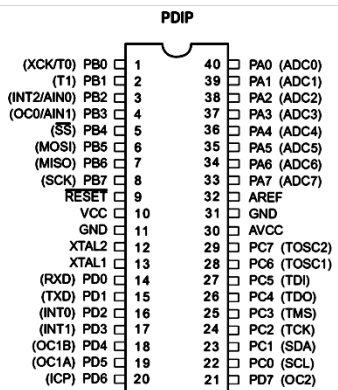 PDIP
(XCK/T0) PB0 1 40 PA0 (ADC0)
(T1) PB1 2 39 PA1 (ADC1)
(INT2/AIN0) PB2 3 38 PA2 (ADC2)
(OC0/AIN1) PB3 4 37 PA3 (ADC3)
(SS) PB4 5 36 PA4 (ADC4)
(MOSI) PB5 6 35 PA5 (ADC5)
(MISO) PB6 7 34 PA6 (ADC6)
(SCK) PB7 8 33 PA7 (ADC7)
RESET 9 32 AREF
VCC 10 31 GND
GND 11 30 AVCC
XTAL2 12 29 PC7 (TOSC2)
XTAL1 13 28 PC6 (TOSC1)
(RXD) PD0 14 27 PC5 (TDI)
(TXD) PD1 15 26 PC4 (TDO)
(INT0) PD2 16 25 PC3 (TMS)
(INT1) PD3 17 24 PC2 (TCK)
(OC1B) PD4 18 23 PC1 (SDA)
(OC1A) PD5 19 22 PC0 (SCL)
(ICP) PD6 20 21 PD7 (OC2)